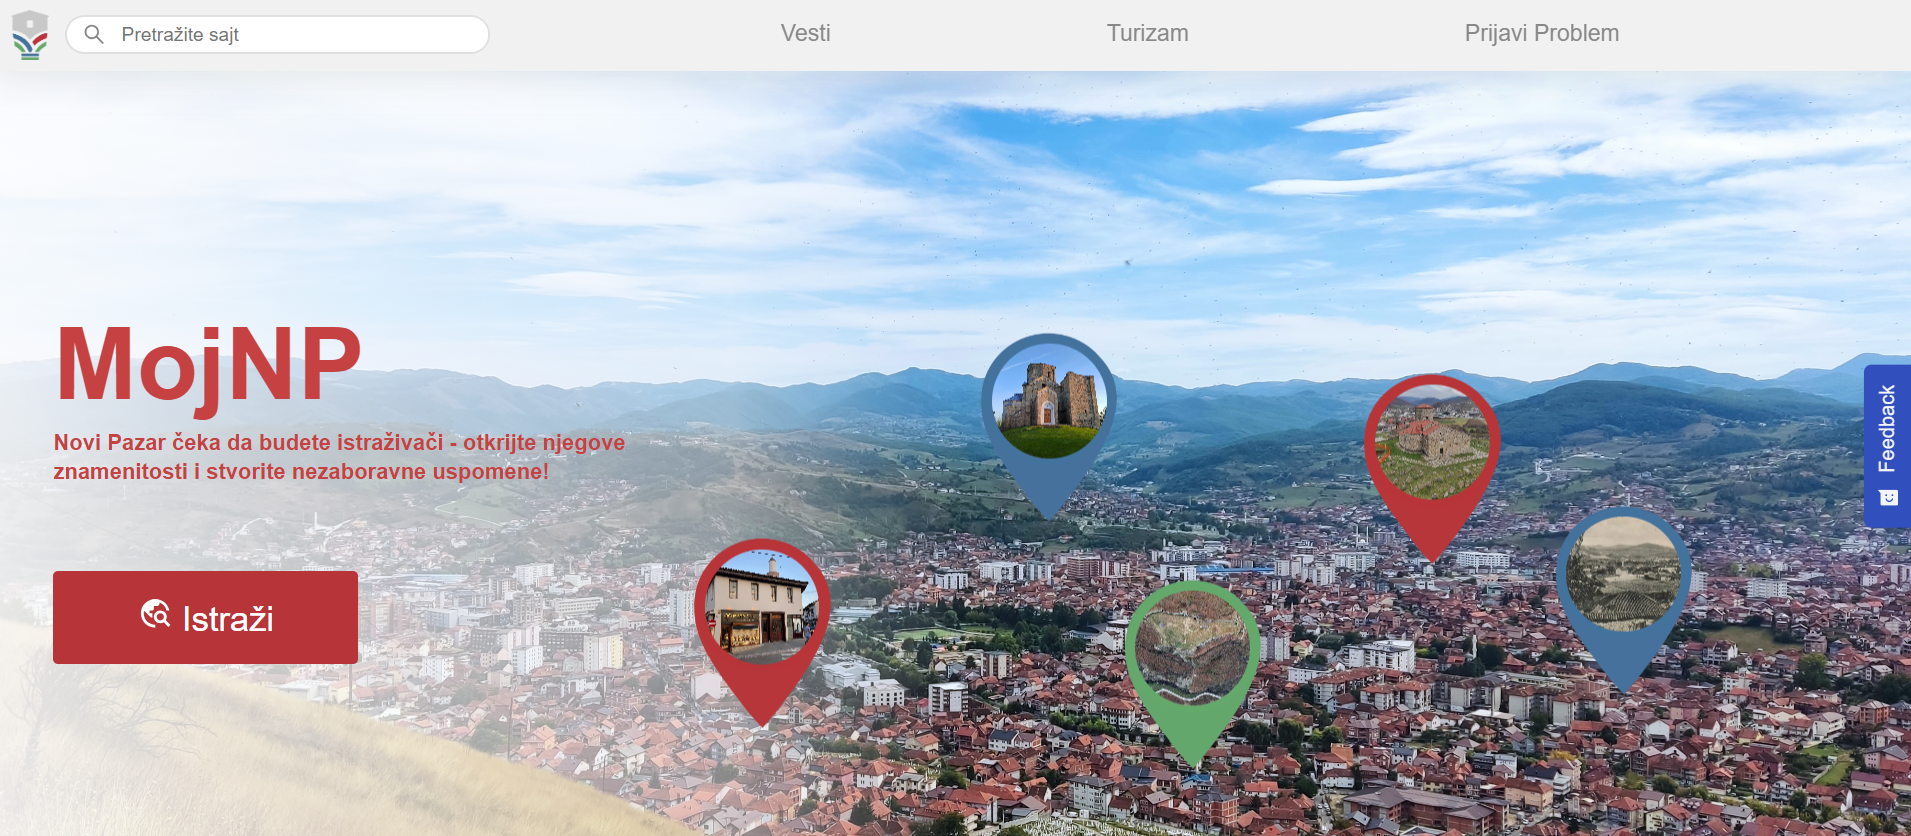 Pretražite sajt
Vesti
Turizam
Prijavi Problem
MojNP
Novi Pazar čeka da budete istraživači - otkrijte njegove
znamenitosti i stvorite nezaboravne uspomene!
Istraži
Feedback